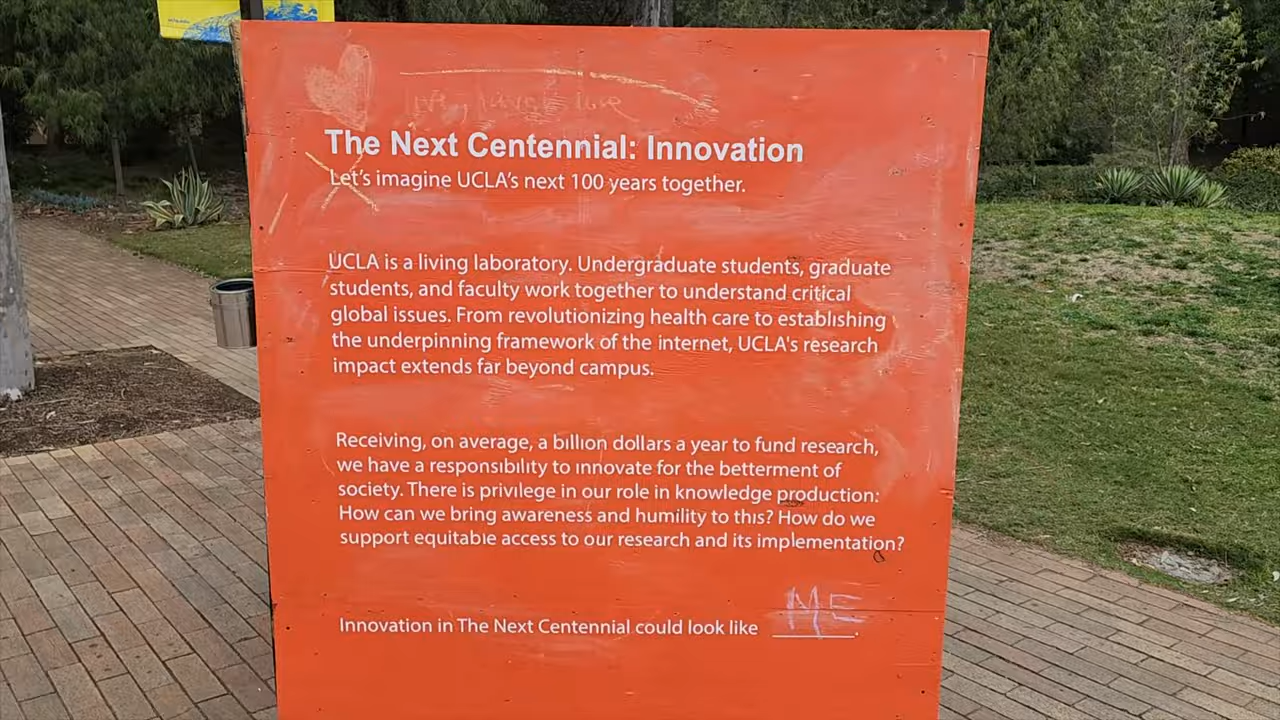 The Next Centennial: Innovation
Let's imagine UCLA's next 100 years together.
UCLA is a living laboratory. Undergraduate students, graduate
students, and faculty work together to understand critical
global issues. From revolutionizing health care to establishing
the underpinning framework of the internet, UCLA's research
impact extends far beyond campus.
Receiving, on average, a billion dollars a year to fund research,
we have a responsibility to innovate for the betterment of
society. There is privilege in our role in knowledge production:
How can we bring awareness and humility to this? How do we
support equitable access to our research and its implementation?
Innovation in The Next Centennial could look like ME.